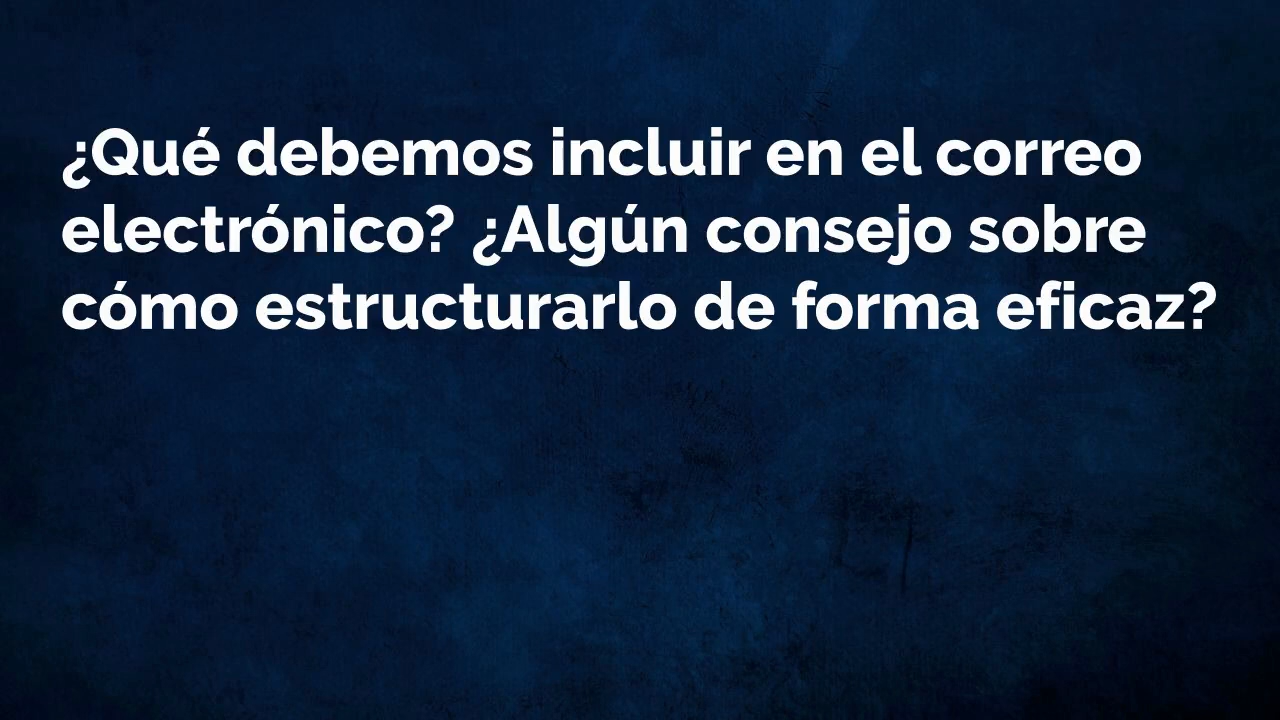 ¿Qué debemos incluir en el correo
electrónico? ¿Algún consejo sobre
cómo estructurarlo de forma eficaz?